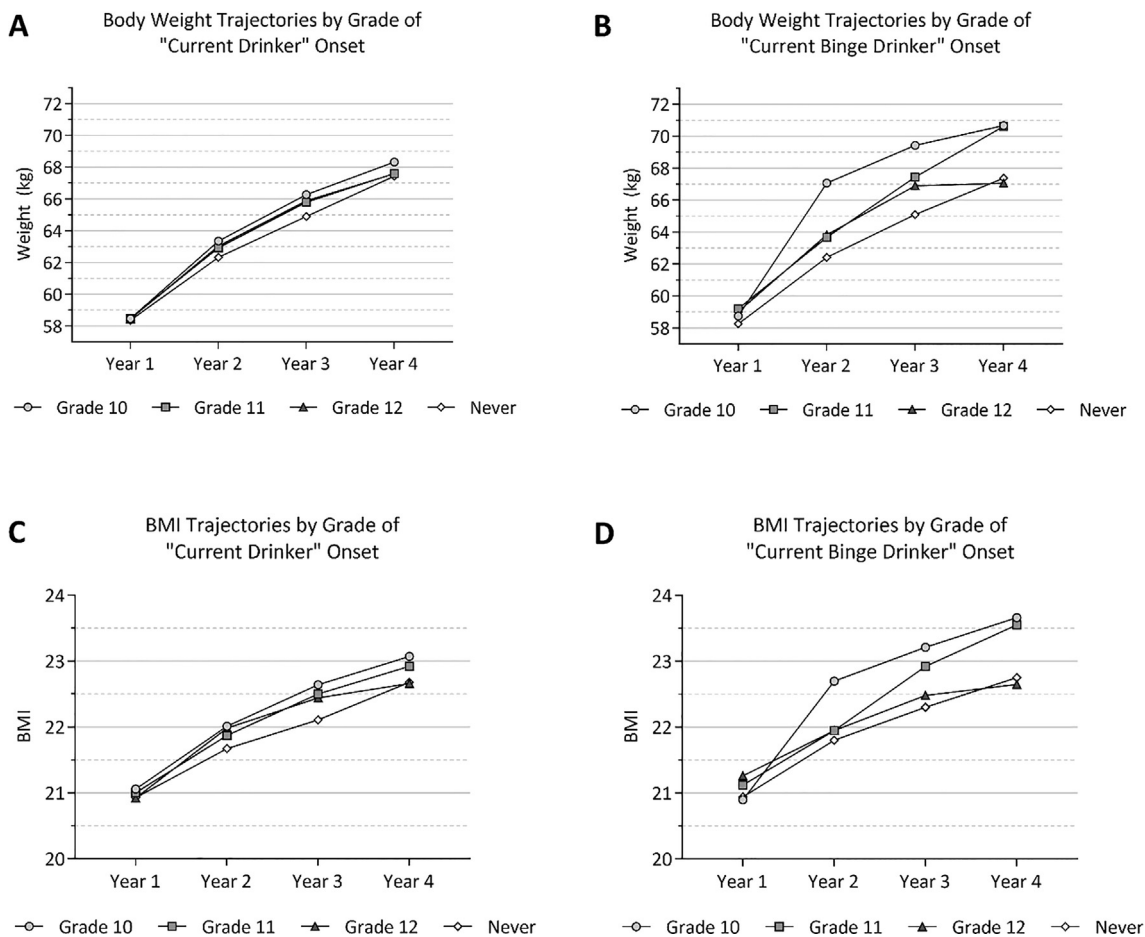 A
Body Weight Trajectories by Grade of
"Current Drinker" Onset
Weight (kg)
72
70
68
66
64
62
60
58
Year 1 Year 2 Year 3 Year 4
Grade 10 Grade 11 Grade 12 Never
B
Body Weight Trajectories by Grade of
"Current Binge Drinker" Onset
Weight (kg)
72
70
68
66
64
62
60
58
Year 1 Year 2 Year 3 Year 4
Grade 10 Grade 11 Grade 12 Never
C
BMI Trajectories by Grade of
"Current Drinker" Onset
BMI
24
23
22
21
20
Year 1 Year 2 Year 3 Year 4
Grade 10 Grade 11 Grade 12 Never
D
BMI Trajectories by Grade of
"Current Binge Drinker" Onset
BMI
24
23
22
21
20
Year 1 Year 2 Year 3 Year 4
Grade 10 Grade 11 Grade 12 Never